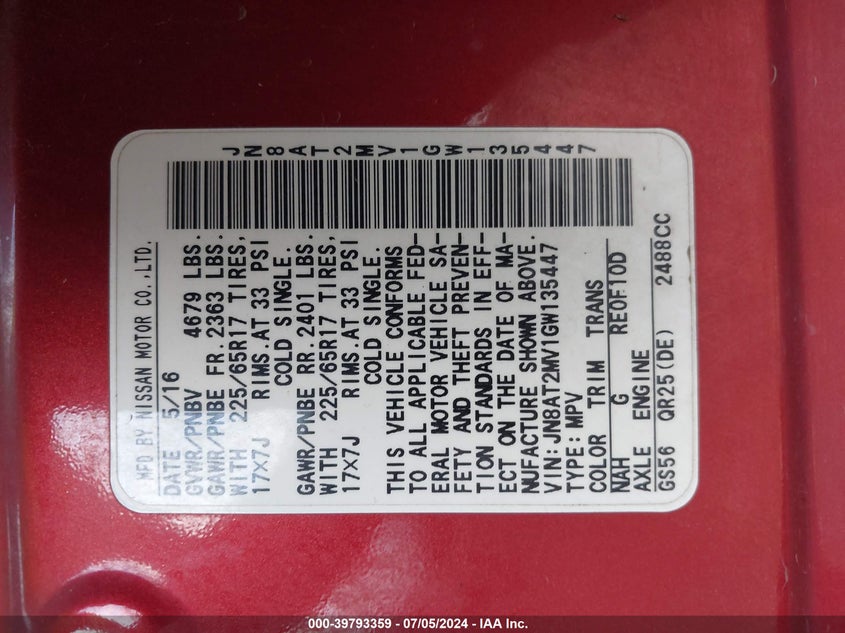 JN8AT2MV1GW135447
MFD BY NISSAN MOTOR CO.,LTD.
DATE 5/16
GVWR/PNBV 4679 LBS.
GAWR/PNBE FR. 2363 LBS.
WITH 225/65R17 TIRES,
17X7J RIMS.AT 33 PSI
COLD SINGLE.
GAWR/PNBE RR. 2401 LBS.
WITH 225/65R17 TIRES,
17X7J RIMS.AT 33 PSI
COLD SINGLE.
THIS VEHICLE CONFORMS
TO ALL APPLICABLE FED-
ERAL MOTOR VEHICLE SA-
FETY AND THEFT PREVEN-
TION STANDARDS IN EFF-
ECT ON THE DATE OF MA-
NUFACTURE SHOWN ABOVE.
VIN:JN8AT2MV1GW135447
TYPE:MPV
COLOR TRIM TRANS
NAH G RE0F10D
AXLE ENGINE
GS56 QR25(DE) 2488CC
000-39793359 - 07/05/2024 - IAA Inc.